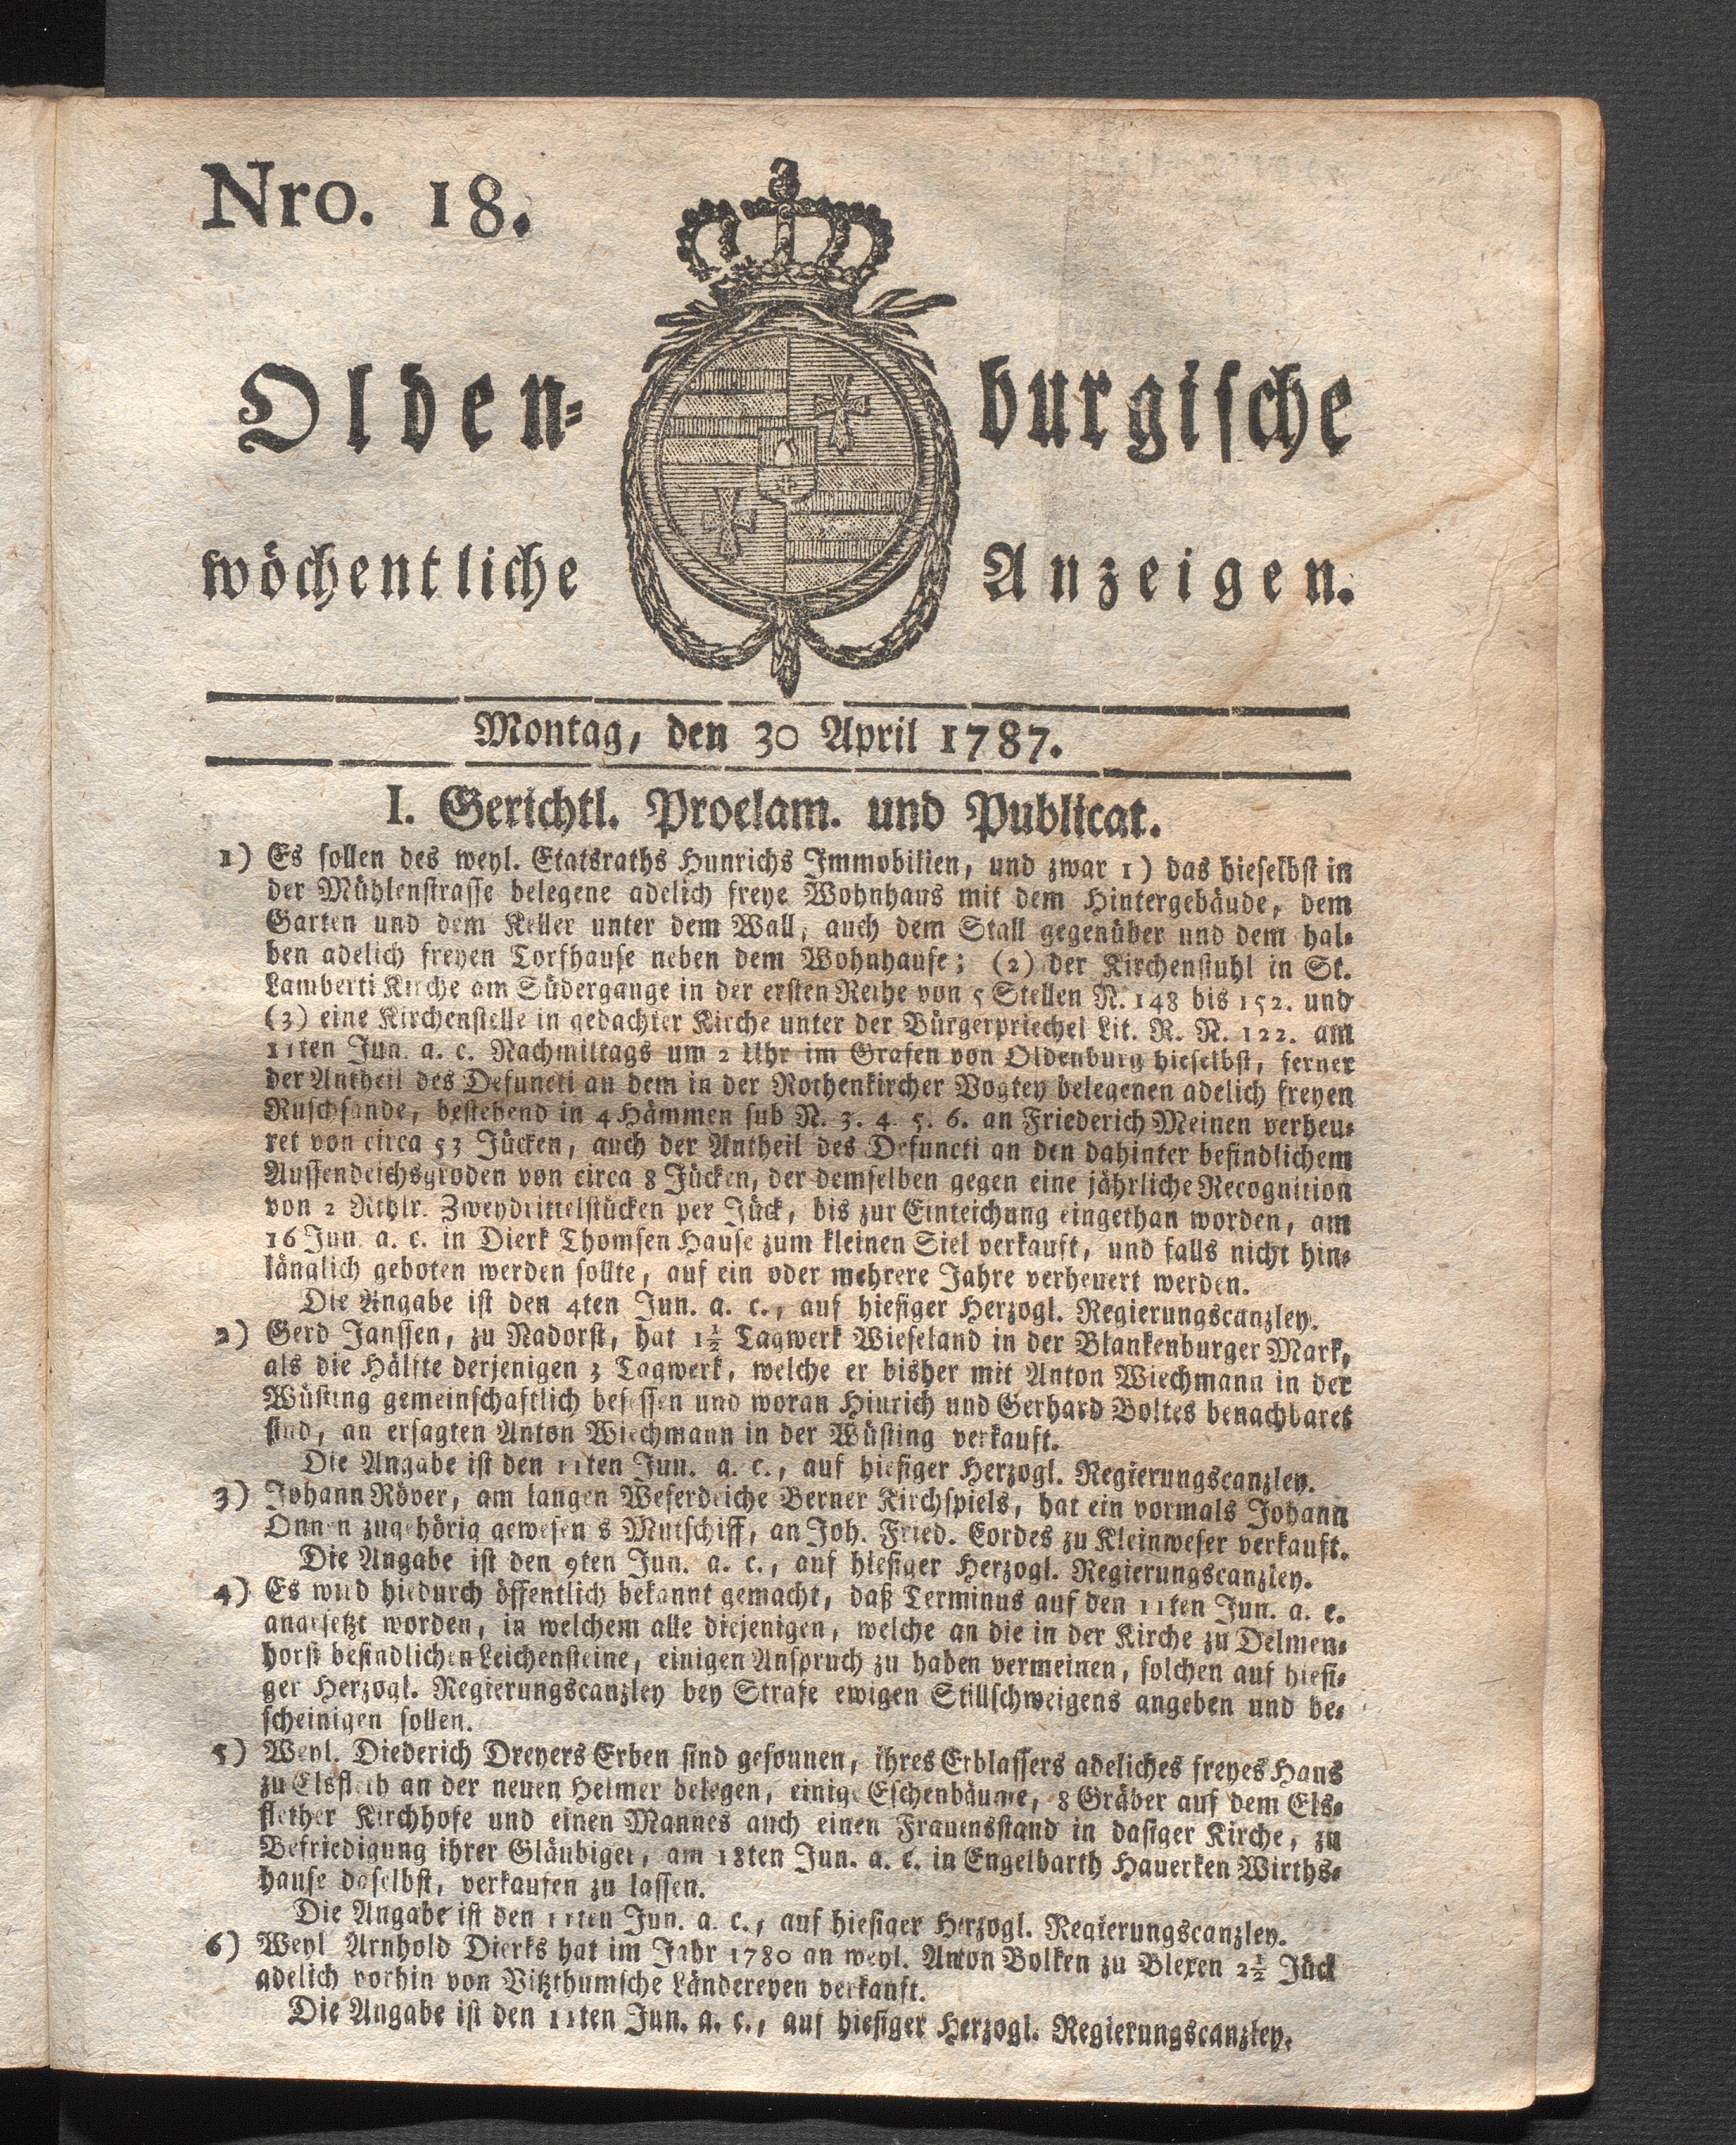 Nro. 18.
Olden-burgische
wöchentliche Anzeigen.
Montag, den 30 April 1787.
I. Gerichtl. Proclam. und Publicat.
1) Es sollen des weyl. Etatsraths Hunrichs Immobilien, und zwar 1) das hieselbst in
der Mühlenstrasse belegene adelich freye Wohnhaus mit dem Hintergebäude, dem
Garten und dem Keller unter dem Wall, auch dem Stall gegenüber und dem hal-
ben adelich freyen Torfhause neben dem Wohnhause; (2) der Kirchenstuhl in St.
Lamberti Kirche am Südergange in der ersten Reihe von 5 Stellen N. 148 bis 152. und
(3) eine Kirchenstelle in gedachter Kirche unter der Bürgerpriechel Lit. R. N. 122. am
11ten Jun. a. c. Nachmittags um 2 Uhr im Grafen von Oldenburg hieselbst, ferner
der Antheil des Defuncti an dem in der Rothenkircher Vogtey belegenen adelich freyen
Ruschsande, bestehend in 4 Hämmen sub N. 3. 4. 5. 6. an Friederich Meinen verheu-
ret von circa 53 Jücken, auch der Antheil des Defuncti an den dahinter befindlichem
Aussendeichsgroden von circa 8 Jücken, der demselben gegen eine jährliche Recognition
von 2 Rthlr. Zweydrittelstücken per Jück, bis zur Einteichung eingethan worden, am
16 Jun. a. c. in Dierk Thomsen Hause zum kleinen Siel verkauft, und falls nicht hin-
länglich geboten werden sollte, auf ein oder mehrere Jahre verheuert werden.
Die Angabe ist den 4ten Jun. a. c., auf hiesiger Herzogl. Regierungscanzley.
2) Gerd Janssen, zu Nadorst, hat 1½ Tagwerk Wieseland in der Blankenburger Mark,
als die Hälfte derjenigen 3 Tagwerk, welche er bisher mit Anton Wiechmann in der
Wüsting gemeinschaftlich besessen und woran Hinrich und Gerhard Boltes benachbaret
sind, an ersagten Anton Wiechmann in der Wüsting verkauft.
Die Angabe ist den 11ten Jun. a. c., auf hiesiger Herzogl. Regierungscanzley.
3) Johann Röver, am langen Weserdeiche Berner Kirchspiels, hat ein vormals Johann
Onnen zugehörig gewesenes Mutschiff, an Joh. Fried. Cordes zu Kleinweser verkauft.
Die Angabe ist den 9ten Jun. a. c., auf hiesiger Herzogl. Regierungscanzley.
4) Es wird hiedurch öffentlich bekannt gemacht, daß Terminus auf den 11ten Jun. a. c.
angesetzt worden, in welchem alle diejenigen, welche an die in der Kirche zu Delmen-
horst befindlichen Leichensteine, einigen Anspruch zu haben vermeinen, solchen auf hiesi-
ger Herzogl. Regierungscanzley bey Strafe ewigen Stillschweigens angeben und be-
scheinigen sollen.
5) Weyl. Diederich Dreyers Erben sind gesonnen, ihres Erblassers adeliches freyes Haus
zu Elsfleth an der neuen Helmer belegen, einige Eschenbäume, 8 Gräber auf dem Els-
flether Kirchhofe und einen Mannes auch einen Frauensstand in dasiger Kirche, zu
Befriedigung ihrer Gläubiger, am 18ten Jun. a. c. in Engelbarth Hauerken Wirths-
hause daselbst, verkaufen zu lassen.
Die Angabe ist den 11ten Jun. a. c., auf hiesiger Herzogl. Regierungscanzley.
6) Weyl Arnhold Dierks hat im Jahr 1780 an weyl. Anton Bolken zu Blexen 2½ Jück
adelich vorhin von Vitzthumsche Ländereyen verkauft.
Die Angabe ist den 11ten Jun. a. c., auf hiesiger Herzogl. Regierungscanzley.